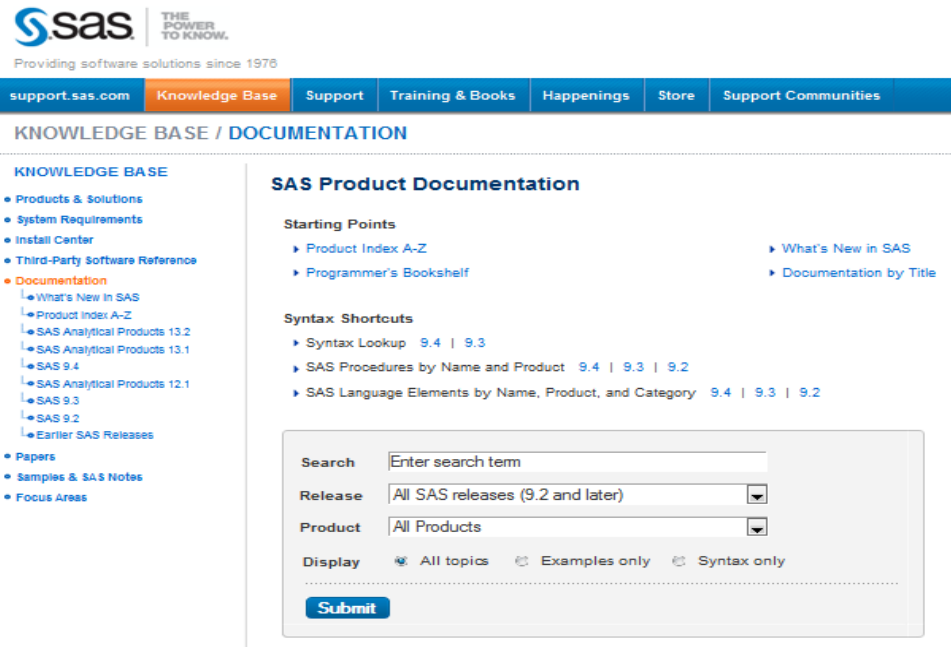 sas THE
POWER
TO KNOW.
Providing software solutions since 1976
support.sas.com Knowledge Base Support Training & Books Happenings Store Support Communities
KNOWLEDGE BASE / DOCUMENTATION
KNOWLEDGE BASE
Products & Solutions
System Requirements
Install Center
Third-Party Software Reference
Documentation
What's New in SAS
Product Index A-Z
SAS Analytical Products 13.2
SAS Analytical Products 13.1
SAS 9.4
SAS Analytical Products 12.1
SAS 9.3
SAS 9.2
Earlier SAS Releases
Papers
Samples & SAS Notes
Focus Areas
SAS Product Documentation
Starting Points
Product Index A-Z What's New in SAS
Programmer's Bookshelf Documentation by Title
Syntax Shortcuts
Syntax Lookup 9.4 | 9.3
SAS Procedures by Name and Product 9.4 | 9.3 | 9.2
SAS Language Elements by Name, Product, and Category 9.4 | 9.3 | 9.2
Search Enter search term
Release All SAS releases (9.2 and later)
Product All Products
Display All topics Examples only Syntax only
Submit